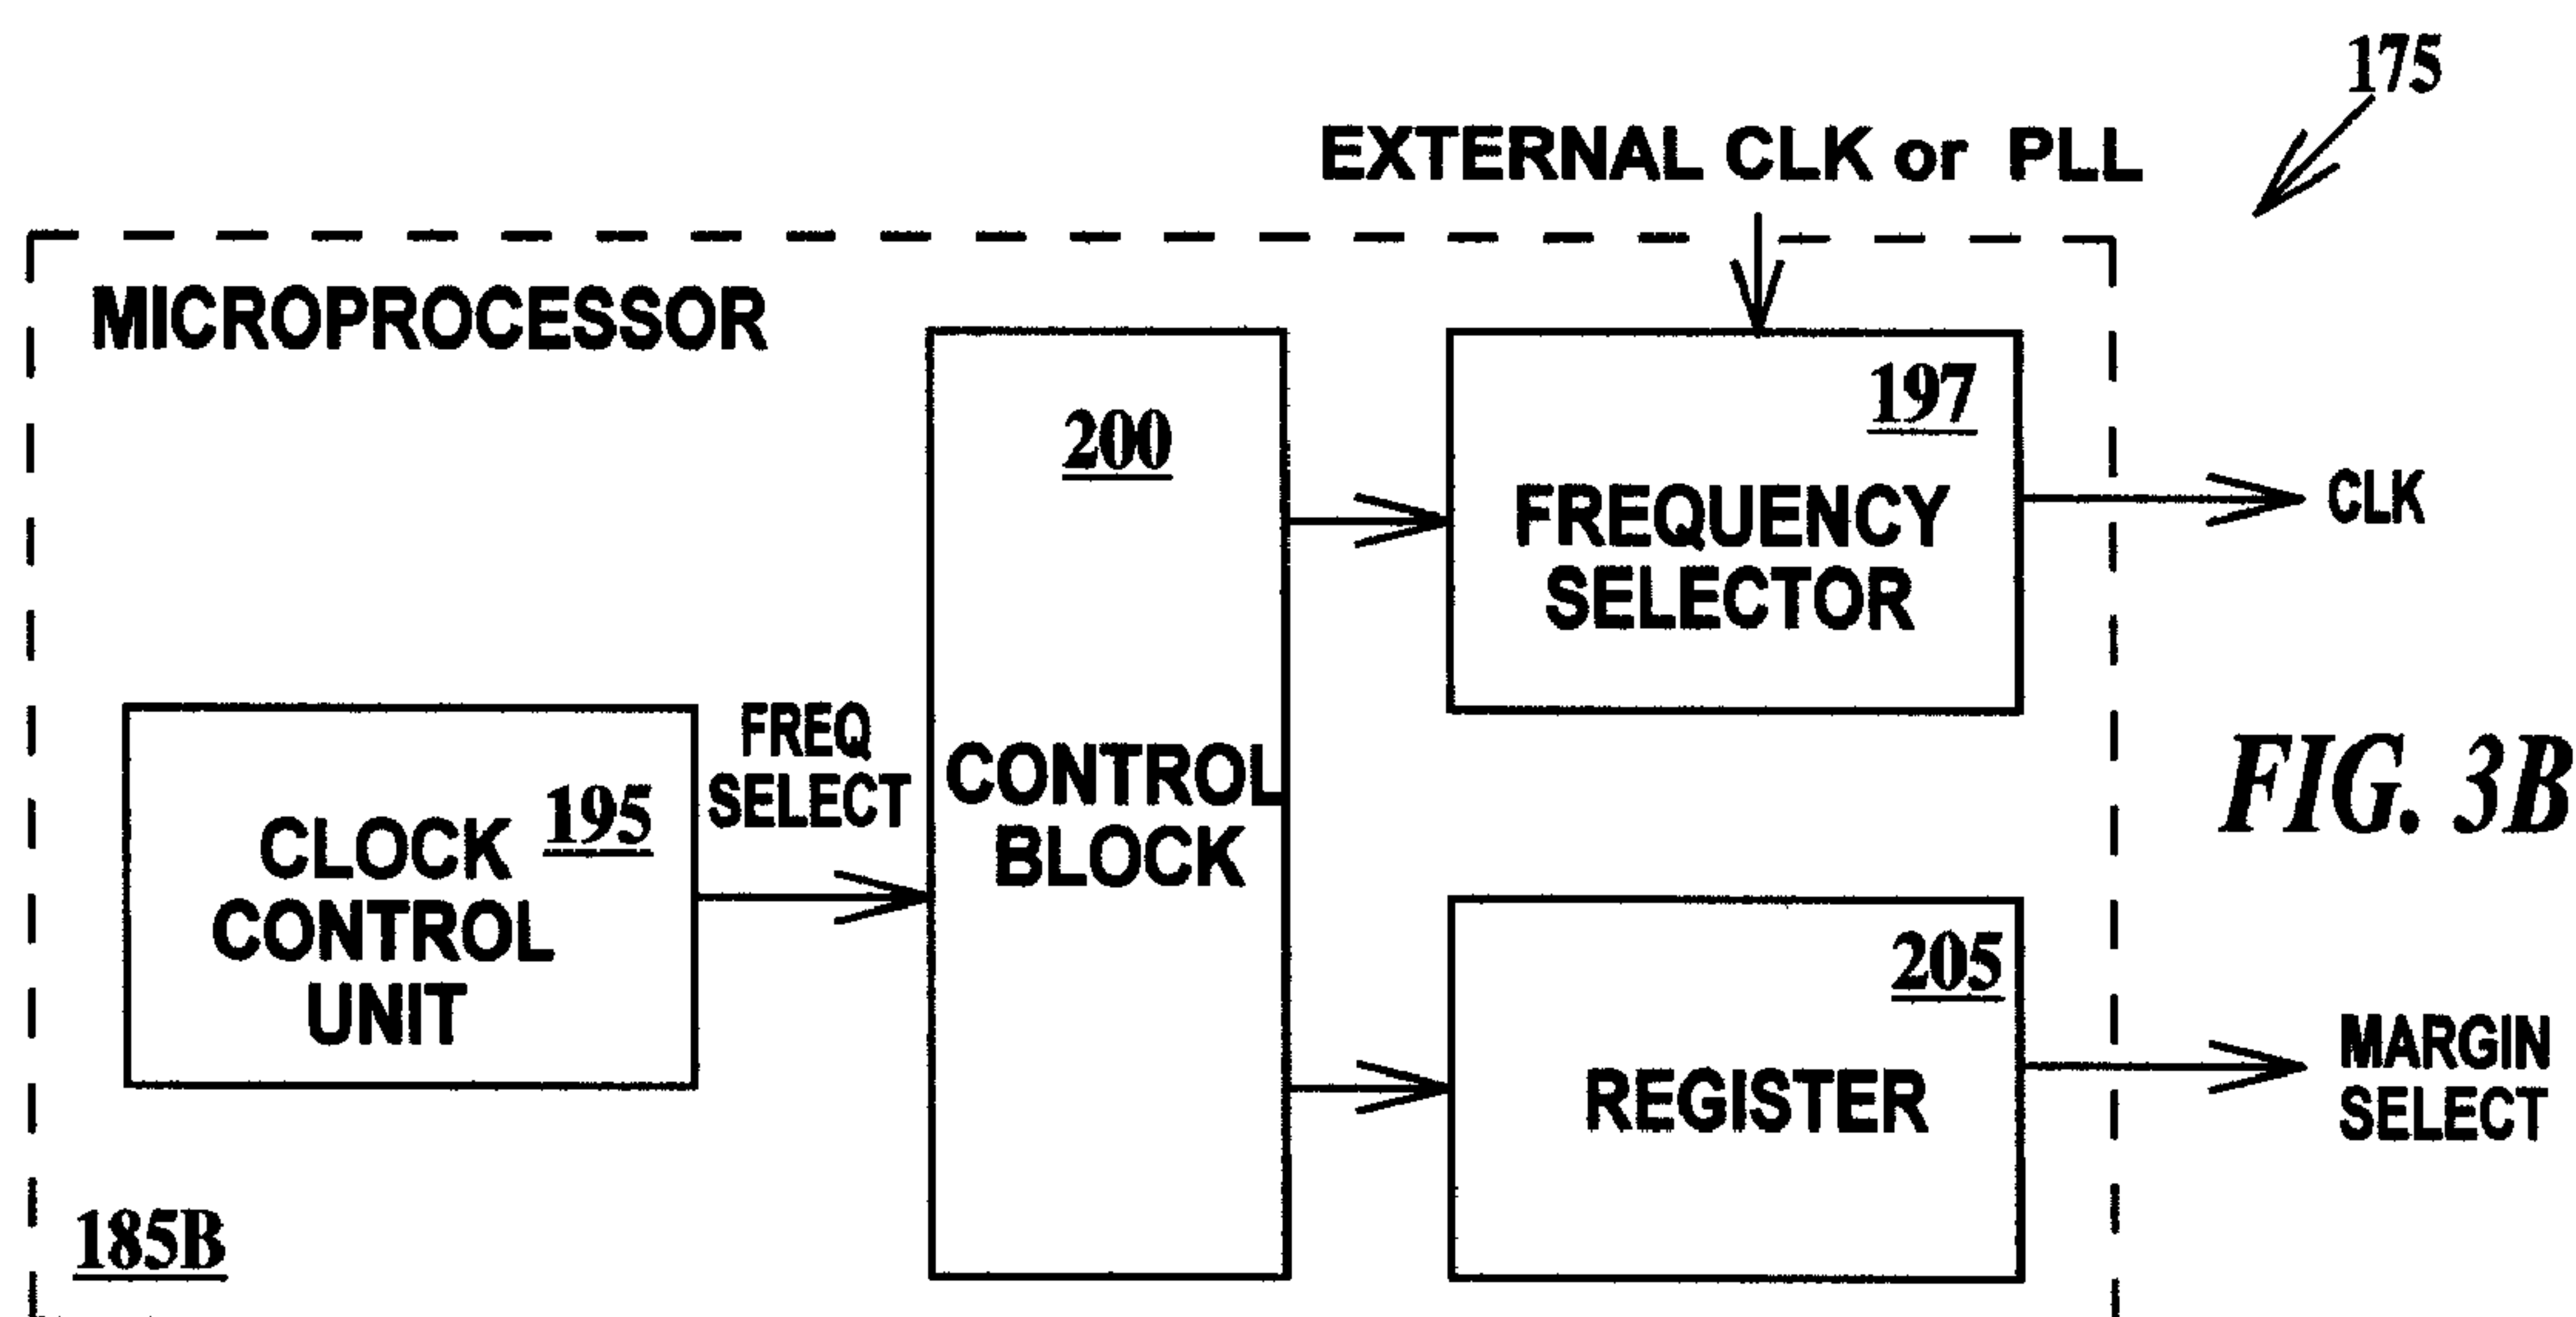 175
EXTERNAL CLK or PLL
MICROPROCESSOR
200
CONTROL
BLOCK
197
FREQUENCY
SELECTOR
CLK
FREQ
SELECT
195
CLOCK
CONTROL
UNIT
FIG. 3B
205
REGISTER
MARGIN
SELECT
185B